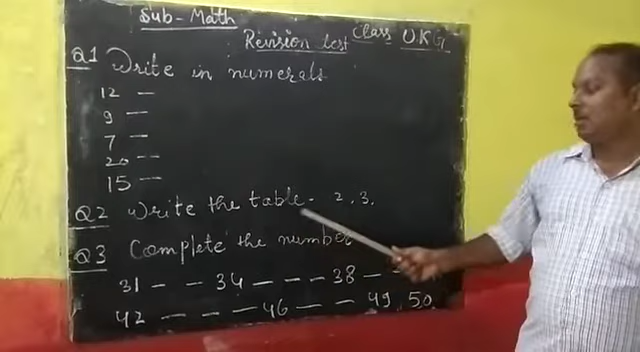 Sub - Math
Revision test Class UKG
Q1 Write in numerals
12 —
9 —
7 —
20 —
15 —
Q2 Write the table - 2, 3.
Q3 Complete the number
31 — — 34 — — — 38 —
42 — — — 46 — — 49, 50